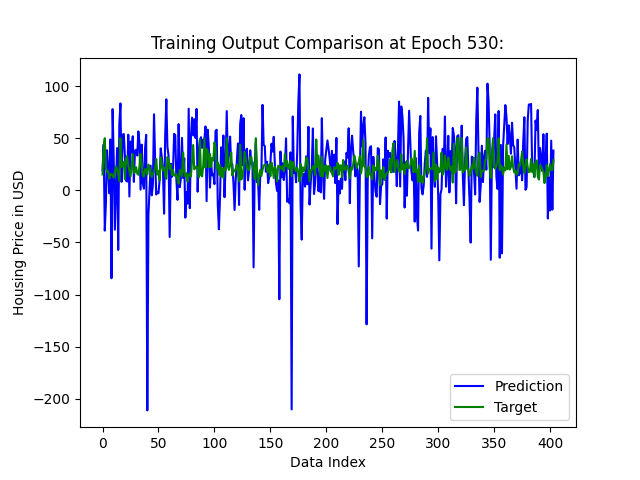 Training Output Comparison at Epoch 530:
Housing Price in USD
100
50
0
−50
−100
−150
−200
Prediction
Target
0 50 100 150 200 250 300 350 400
Data Index